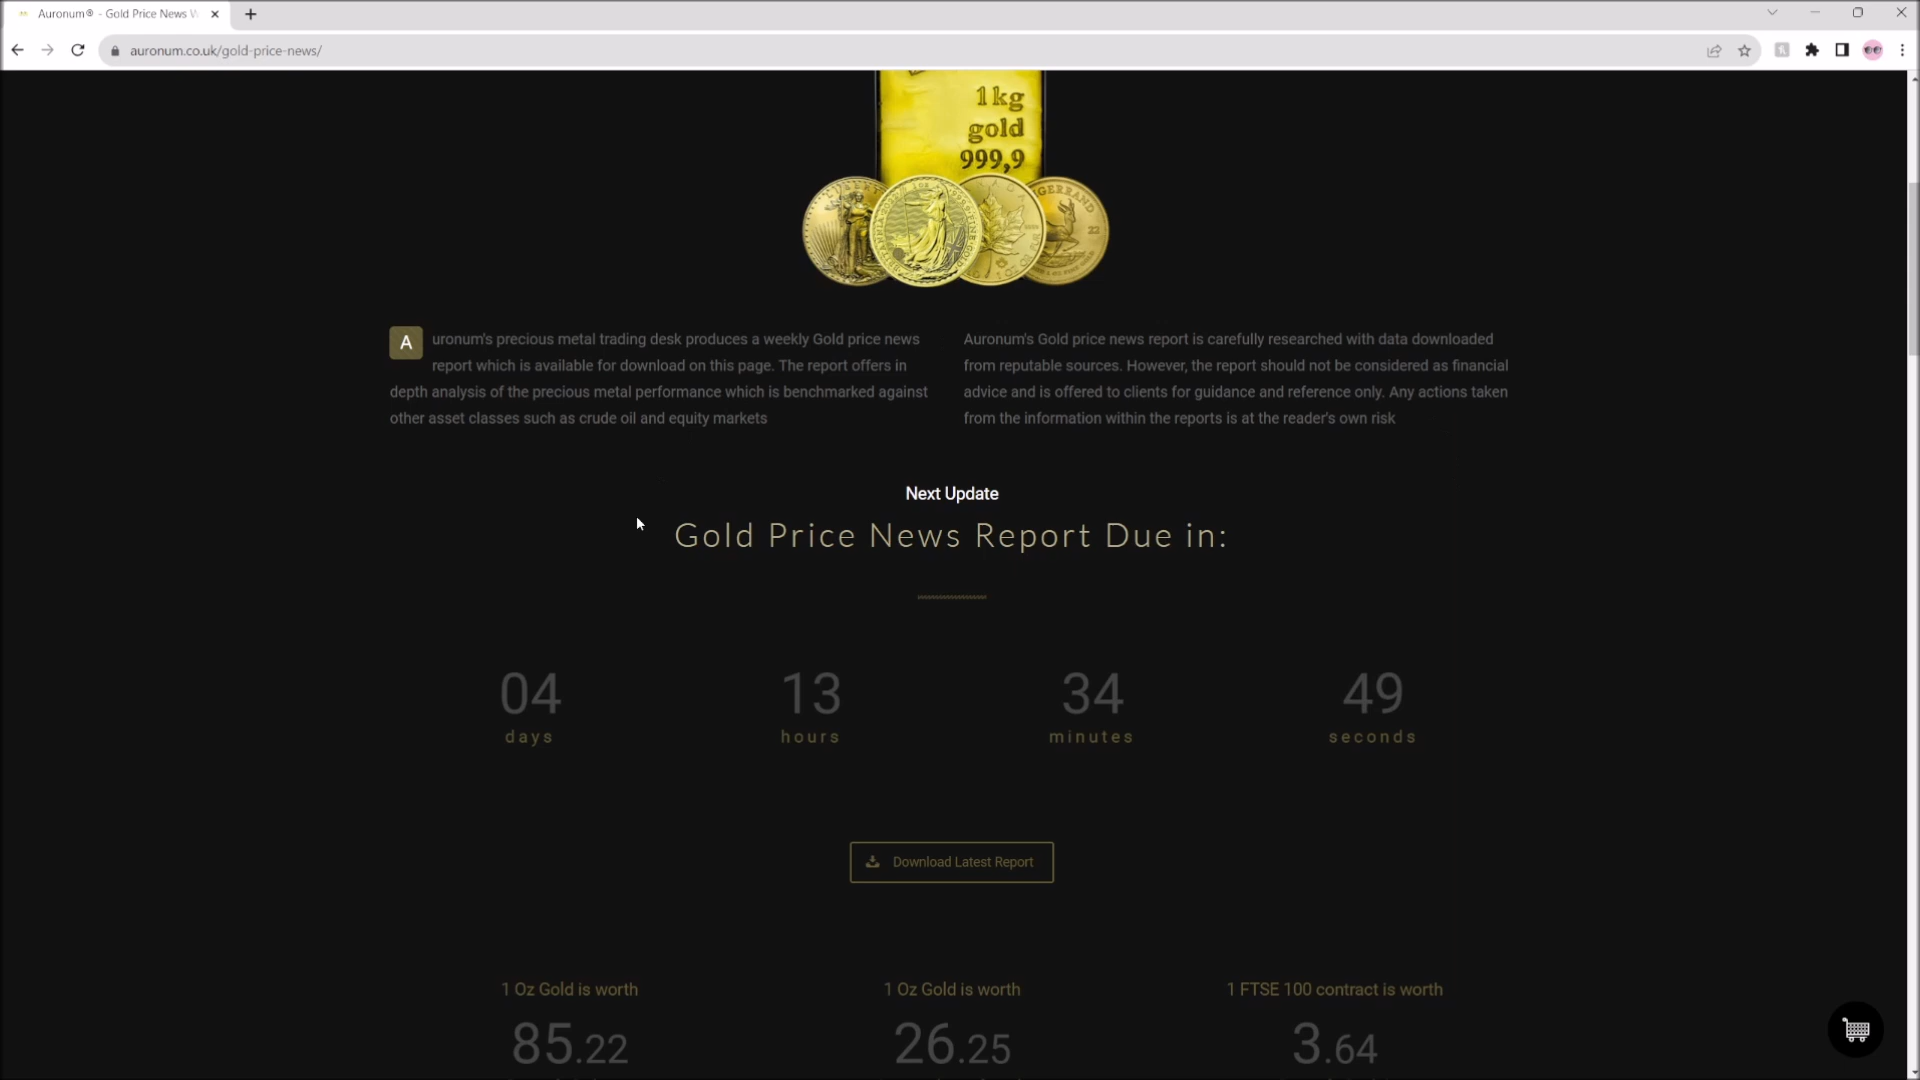 Auronum® - Gold Price News W
auronum.co.uk/gold-price-news/
1kg
gold
999,9
LIBERTY
GERRAND
22
Auronum's precious metal trading desk produces a weekly Gold price news
report which is available for download on this page. The report offers in
depth analysis of the precious metal performance which is benchmarked against
other asset classes such as crude oil and equity markets
Auronum's Gold price news report is carefully researched with data downloaded
from reputable sources. However, the report should not be considered as financial
advice and is offered to clients for guidance and reference only. Any actions taken
from the information within the reports is at the reader's own risk
Next Update
Gold Price News Report Due in:
04 13 34 49
days hours minutes seconds
Download Latest Report
1 Oz Gold is worth 1 Oz Gold is worth 1 FTSE 100 contract is worth
85.22 26.25 3.64